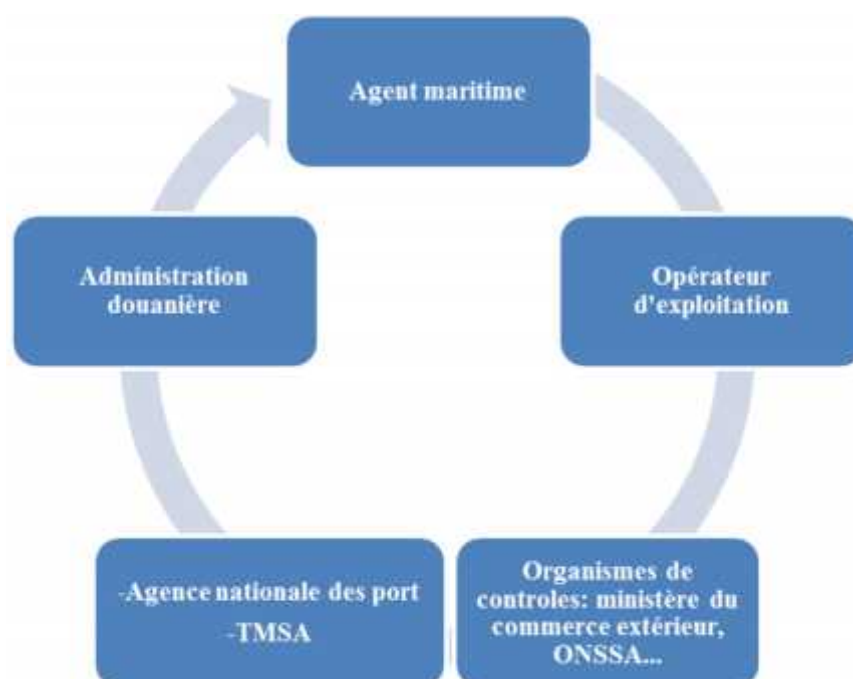 Agent maritime
Opérateur
d'exploitation
Organismes de
controles: ministère du
commerce extérieur,
ONSSA...
-Agence nationale des port
-TMSA
Administration
douanière